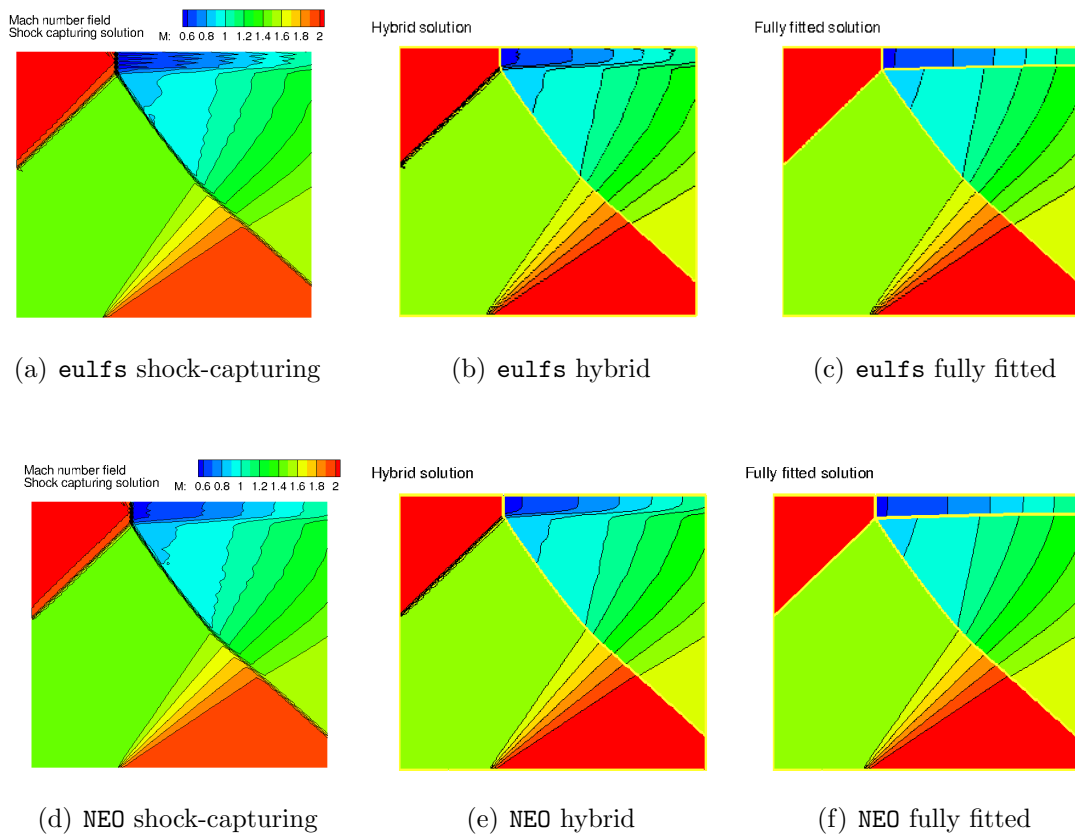 Mach number field
Shock capturing solution
M: 0.6 0.8 1 1.2 1.4 1.6 1.8 2
Hybrid solution
Fully fitted solution
(a) eulfs shock-capturing
(b) eulfs hybrid
(c) eulfs fully fitted
Mach number field
Shock capturing solution
M: 0.6 0.8 1 1.2 1.4 1.6 1.8 2
Hybrid solution
Fully fitted solution
(d) NEO shock-capturing
(e) NEO hybrid
(f) NEO fully fitted